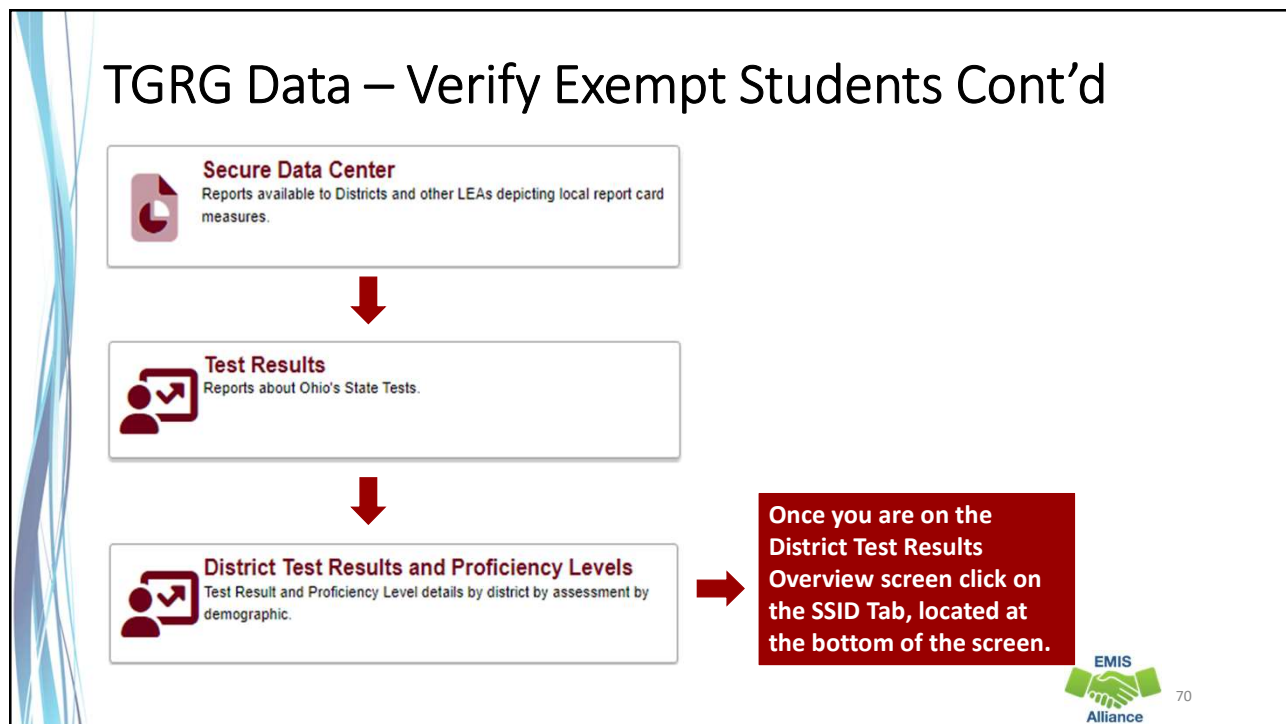 TGRG Data – Verify Exempt Students Cont’d
Secure Data Center
Reports available to Districts and other LEAs depicting local report card
measures.
Test Results
Reports about Ohio's State Tests.
District Test Results and Proficiency Levels
Test Result and Proficiency Level details by district by assessment by
demographic.
Once you are on the
District Test Results
Overview screen click on
the SSID Tab, located at
the bottom of the screen.
EMIS
Alliance
70